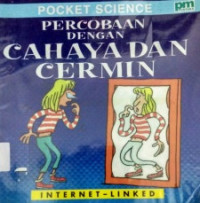 POCKET SCIENCE
pm
PERCOBAAN
DENGAN
CAHAYA DAN
CERMIN
INTERNET-LINKED